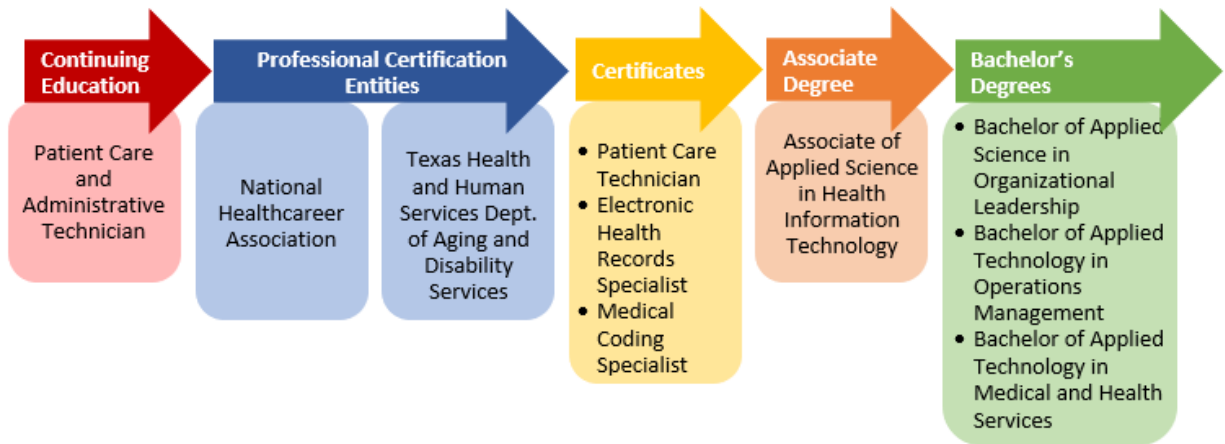 Continuing
Education
Professional Certification
Entities
Certificates
Associate
Degree
Bachelor's
Degrees
Patient Care
and
Administrative
Technician
National
Healthcareer
Association
Texas Health
and Human
Services Dept.
of Aging and
Disability
Services
• Patient Care
Technician
• Electronic
Health
Records
Specialist
• Medical
Coding
Specialist
Associate of
Applied Science
in Health
Information
Technology
• Bachelor of Applied
Science in
Organizational
Leadership
• Bachelor of Applied
Technology in
Operations
Management
• Bachelor of Applied
Technology in
Medical and Health
Services